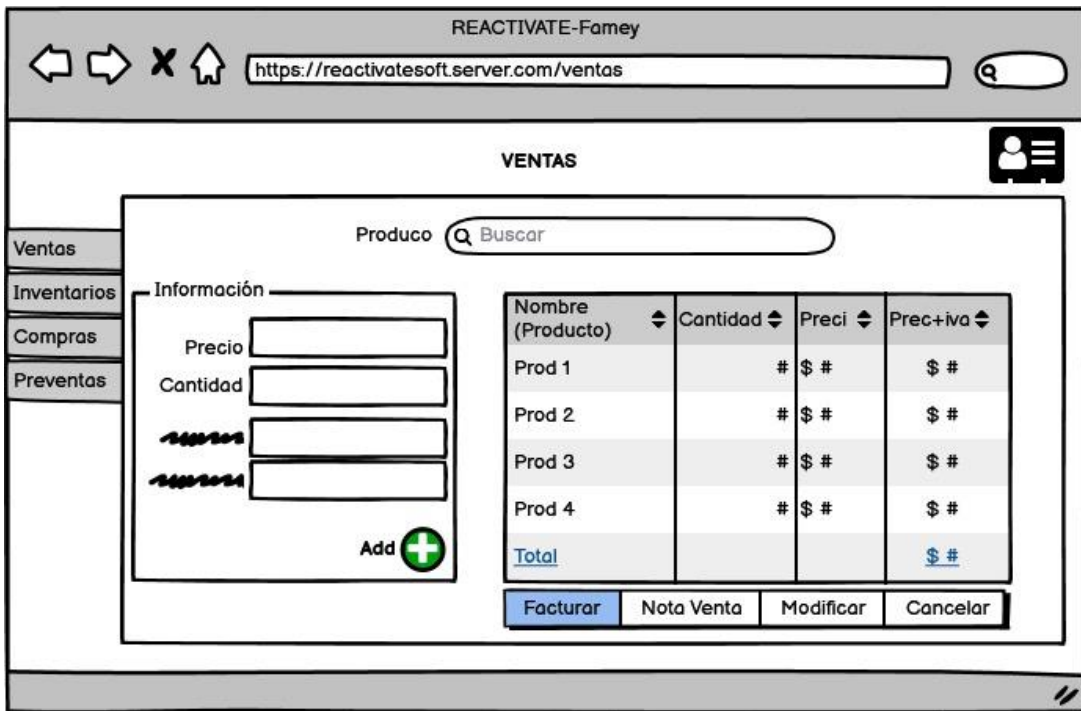 REACTIVATE-Famey
https://reactivatesoft.server.com/ventas
VENTAS
Ventas
Inventarios
Compras
Preventas
Produco
Buscar
Información
Precio
Cantidad
Add
Nombre
(Producto) Cantidad Preci Prec+iva
Prod 1 # $ # $ #
Prod 2 # $ # $ #
Prod 3 # $ # $ #
Prod 4 # $ # $ #
Total $ #
Facturar Nota Venta Modificar Cancelar